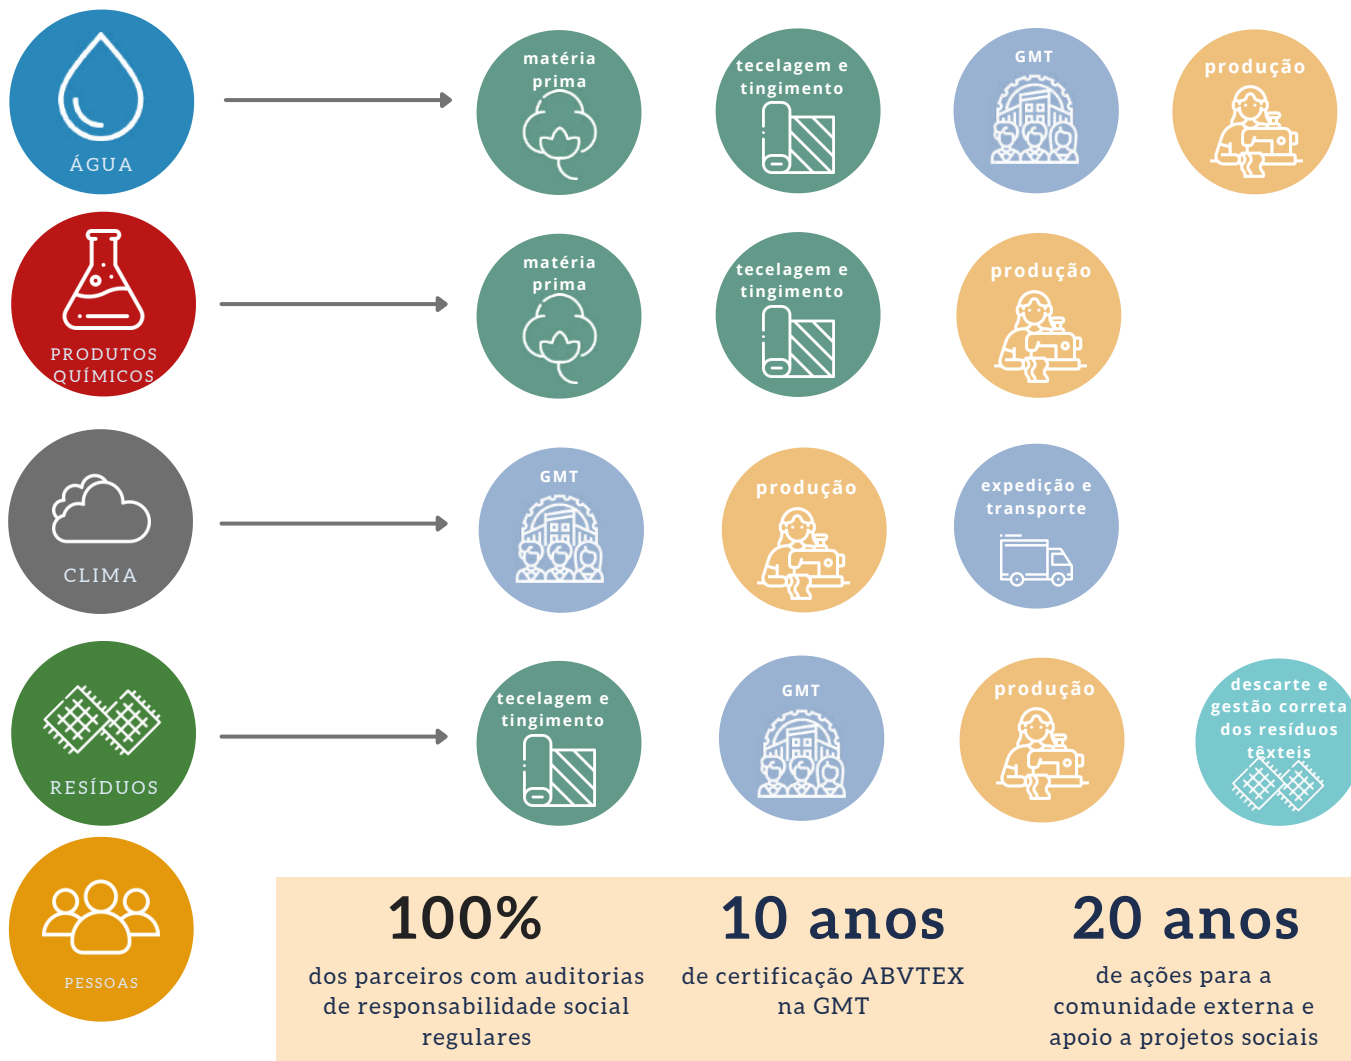 ÁGUA
matéria
prima
tecelagem e
tingimento
GMT
produção
PRODUTOS
QUÍMICOS
matéria
prima
tecelagem e
tingimento
produção
CLIMA
GMT
produção
expedição e
transporte
RESÍDUOS
tecelagem e
tingimento
GMT
produção
descarte e
gestão correta
dos resíduos
têxteis
PESSOAS
100%
dos parceiros com auditorias
de responsabilidade social
regulares
10 anos
de certificação ABVTEX
na GMT
20 anos
de ações para a
comunidade externa e
apoio a projetos sociais